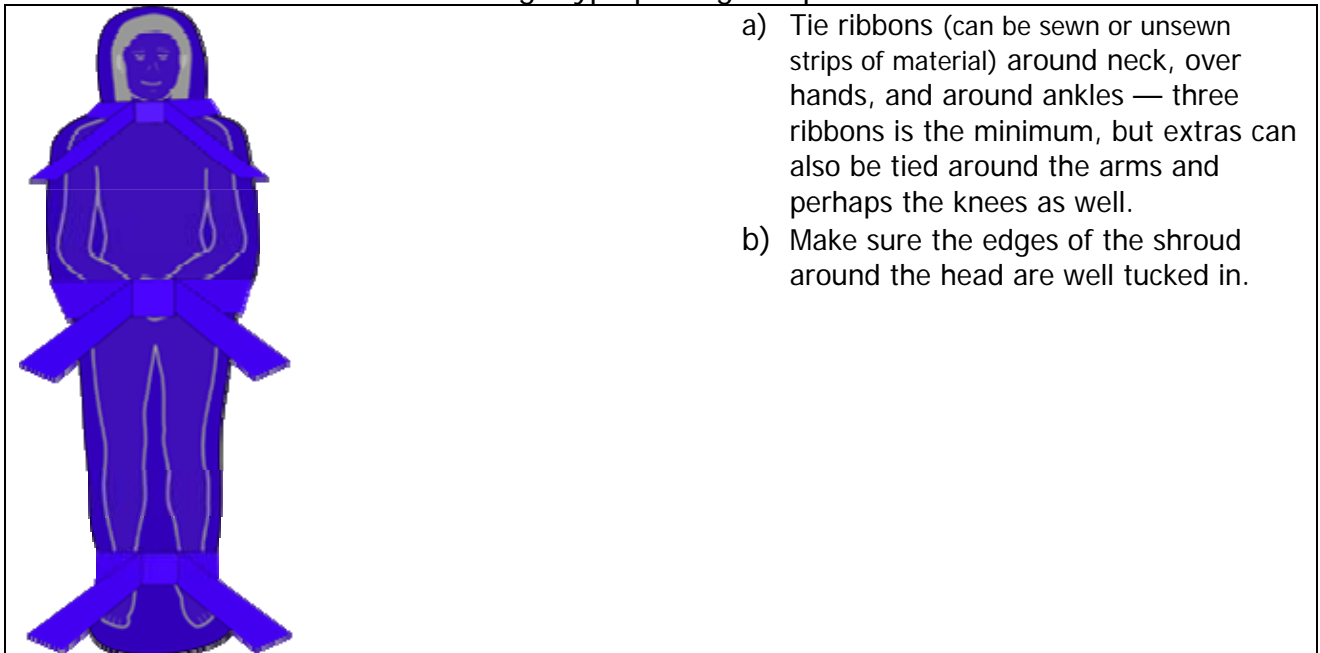 a) Tie ribbons (can be sewn or unsewn
strips of material) around neck, over
hands, and around ankles — three
ribbons is the minimum, but extras can
also be tied around the arms and
perhaps the knees as well.
b) Make sure the edges of the shroud
around the head are well tucked in.